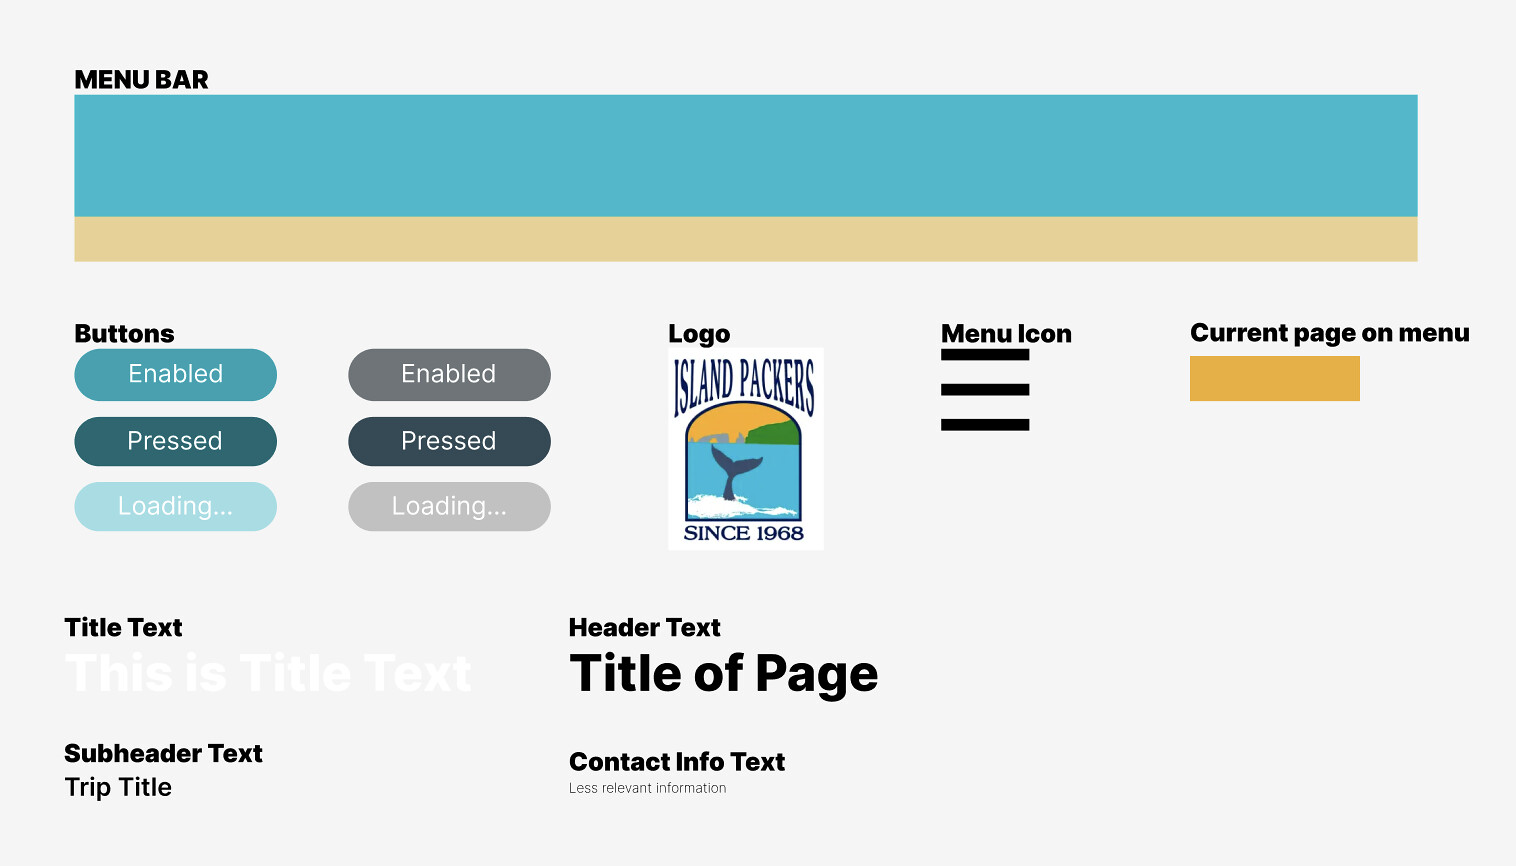 MENU BAR
Buttons
Enabled
Enabled
Pressed
Pressed
Loading...
Loading...
Logo
ISLAND PACKERS
SINCE 1968
Menu Icon
Current page on menu
Title Text
This is Title Text
Header Text
Title of Page
Subheader Text
Trip Title
Contact Info Text
Less relevant information